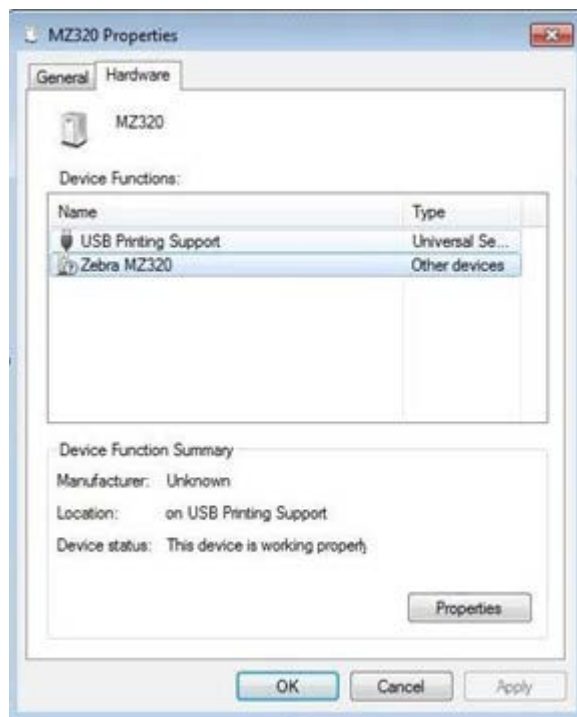 MZ320 Properties
General Hardware
MZ320
Device Functions:
Name Type
USB Printing Support Universal Se...
Zebra MZ320 Other devices
Device Function Summary
Manufacturer: Unknown
Location: on USB Printing Support
Device status: This device is working properly
Properties
OK Cancel Apply